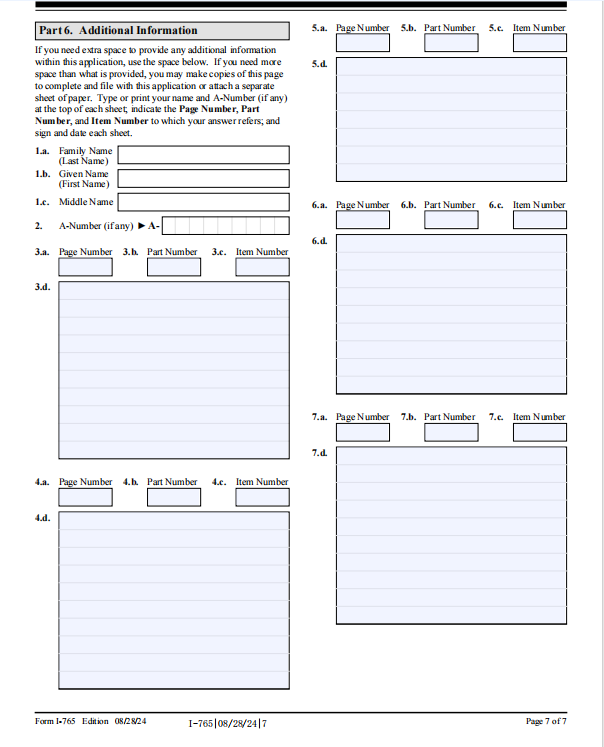 Part 6. Additional Information
If you need extra space to provide any additional information
within this application, use the space below. If you need more
space than what is provided, you may make copies of this page
to complete and file with this application or attach a separate
sheet of paper. Type or print your name and A-Number (if any)
at the top of each sheet; indicate the Page Number, Part
Number, and Item Number to which your answer refers; and
sign and date each sheet.
1.a. Family Name
(Last Name)
1.b. Given Name
(First Name)
1.c. Middle Name
2. A-Number (if any) ► A-
3.a. Page Number 3.b. Part Number 3.c. Item Number
3.d.
4.a. Page Number 4.b. Part Number 4.c. Item Number
4.d.
5.a. Page Number 5.b. Part Number 5.c. Item Number
5.d.
6.a. Page Number 6.b. Part Number 6.c. Item Number
6.d.
7.a. Page Number 7.b. Part Number 7.c. Item Number
7.d.
Form I-765 Edition 08/28/24
I-765|08/28/24|7
Page 7 of 7